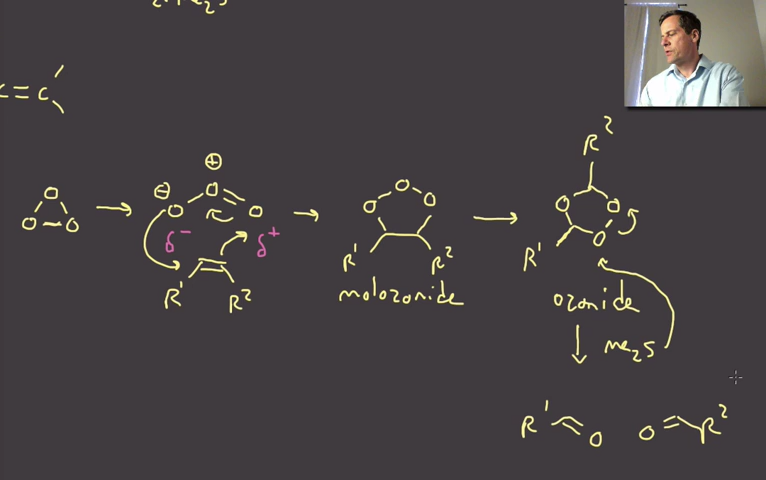 C=C
O
O O
⊖ O ⊕ O O
δ⁻ δ⁺
R¹ R²
O O O
R¹ R²
molozonide
R²
O O
O
R¹
ozonide
Me₂S
R¹ O O R²